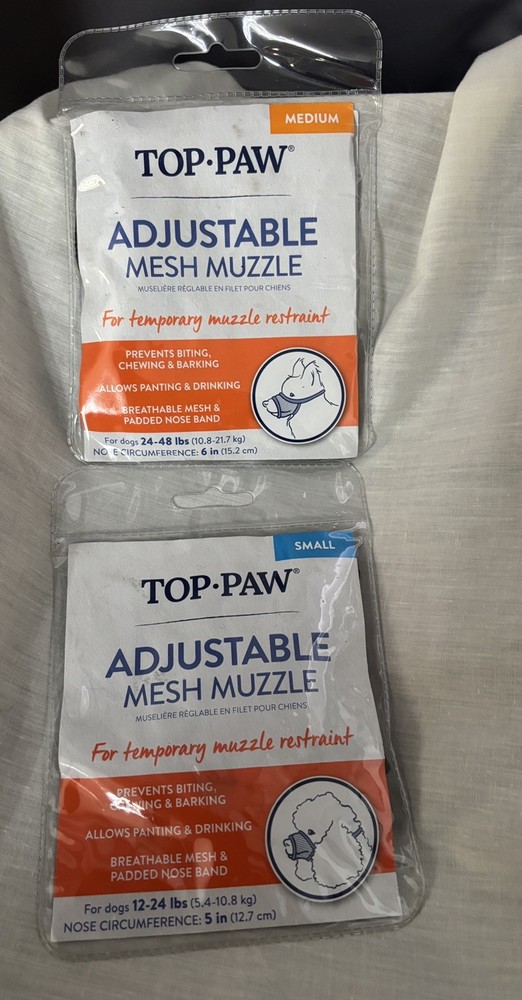 MEDIUM
TOP·PAW®
ADJUSTABLE
MESH MUZZLE
MUSELIÈRE RÉGLABLE EN FILET POUR CHIENS
For temporary muzzle restraint
PREVENTS BITING,
CHEWING & BARKING
ALLOWS PANTING & DRINKING
BREATHABLE MESH &
PADDED NOSE BAND
For dogs 24-48 lbs (10.8-21.7 kg)
NOSE CIRCUMFERENCE: 6 in (15.2 cm)
SMALL
TOP·PAW®
ADJUSTABLE
MESH MUZZLE
MUSELIÈRE RÉGLABLE EN FILET POUR CHIENS
For temporary muzzle restraint
PREVENTS BITING,
CHEWING & BARKING
ALLOWS PANTING & DRINKING
BREATHABLE MESH &
PADDED NOSE BAND
For dogs 12-24 lbs (5.4-10.8 kg)
NOSE CIRCUMFERENCE: 5 in (12.7 cm)